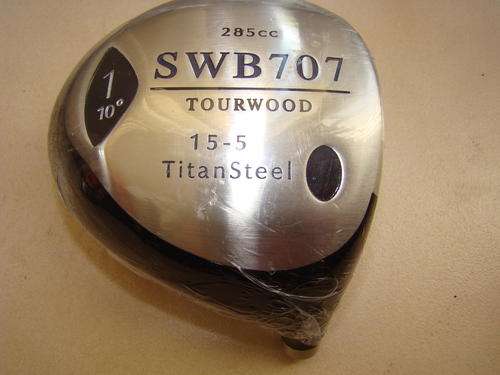 285cc
SWB707
TOURWOOD
1
10°
15-5
TitanSteel